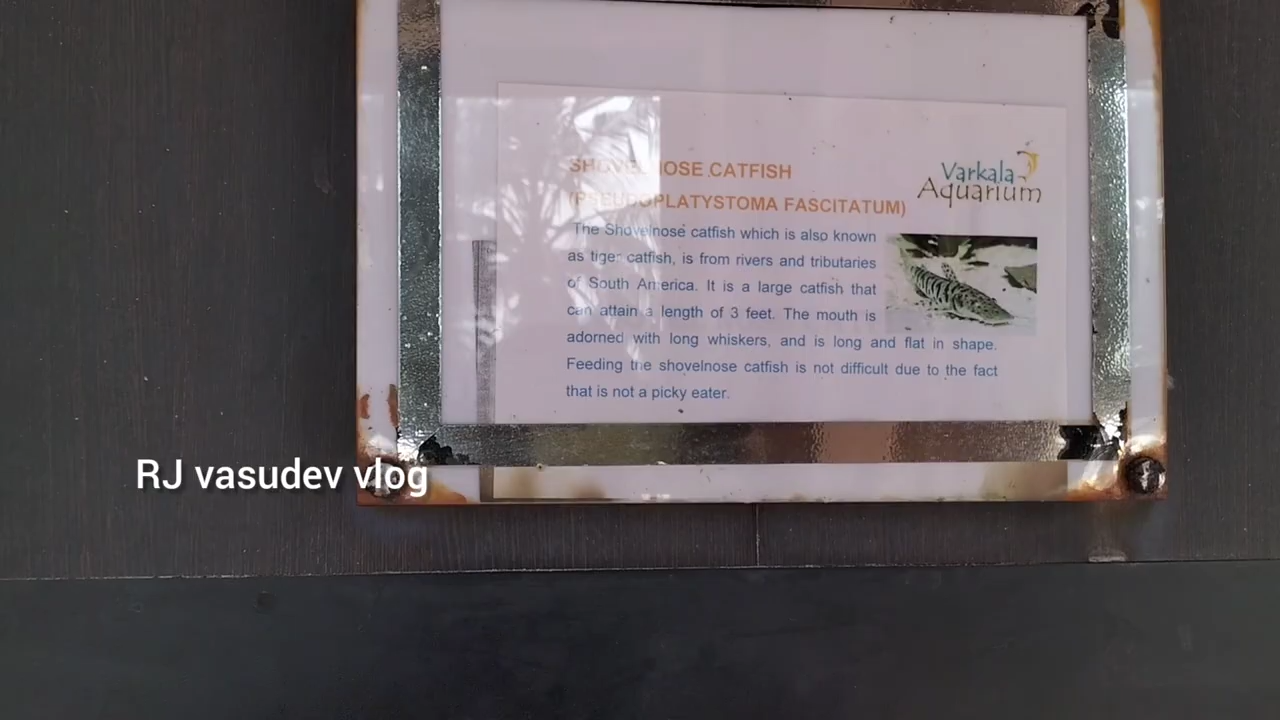 SHOVELNOSE CATFISH
(PSEUDOPLATYSTOMA FASCITATUM)
Varkala
Aquarium
The Shovelnose catfish which is also known
as tiger catfish, is from rivers and tributaries
of South America. It is a large catfish that
can attain a length of 3 feet. The mouth is
adorned with long whiskers, and is long and flat in shape.
Feeding the shovelnose catfish is not difficult due to the fact
that is not a picky eater.
RJ vasudev vlog